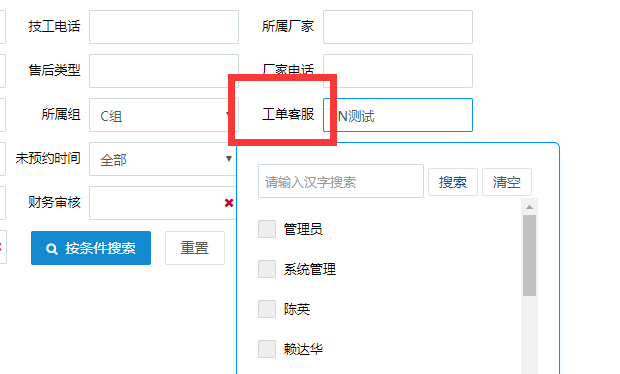 技工电话 所属厂家
售后类型 厂家电话
所属组 C组 工单客服 N测试
未预约时间 全部
请输入汉字搜索 搜索 清空
财务审核
管理员
按条件搜索 重置
系统管理
陈英
赖达华